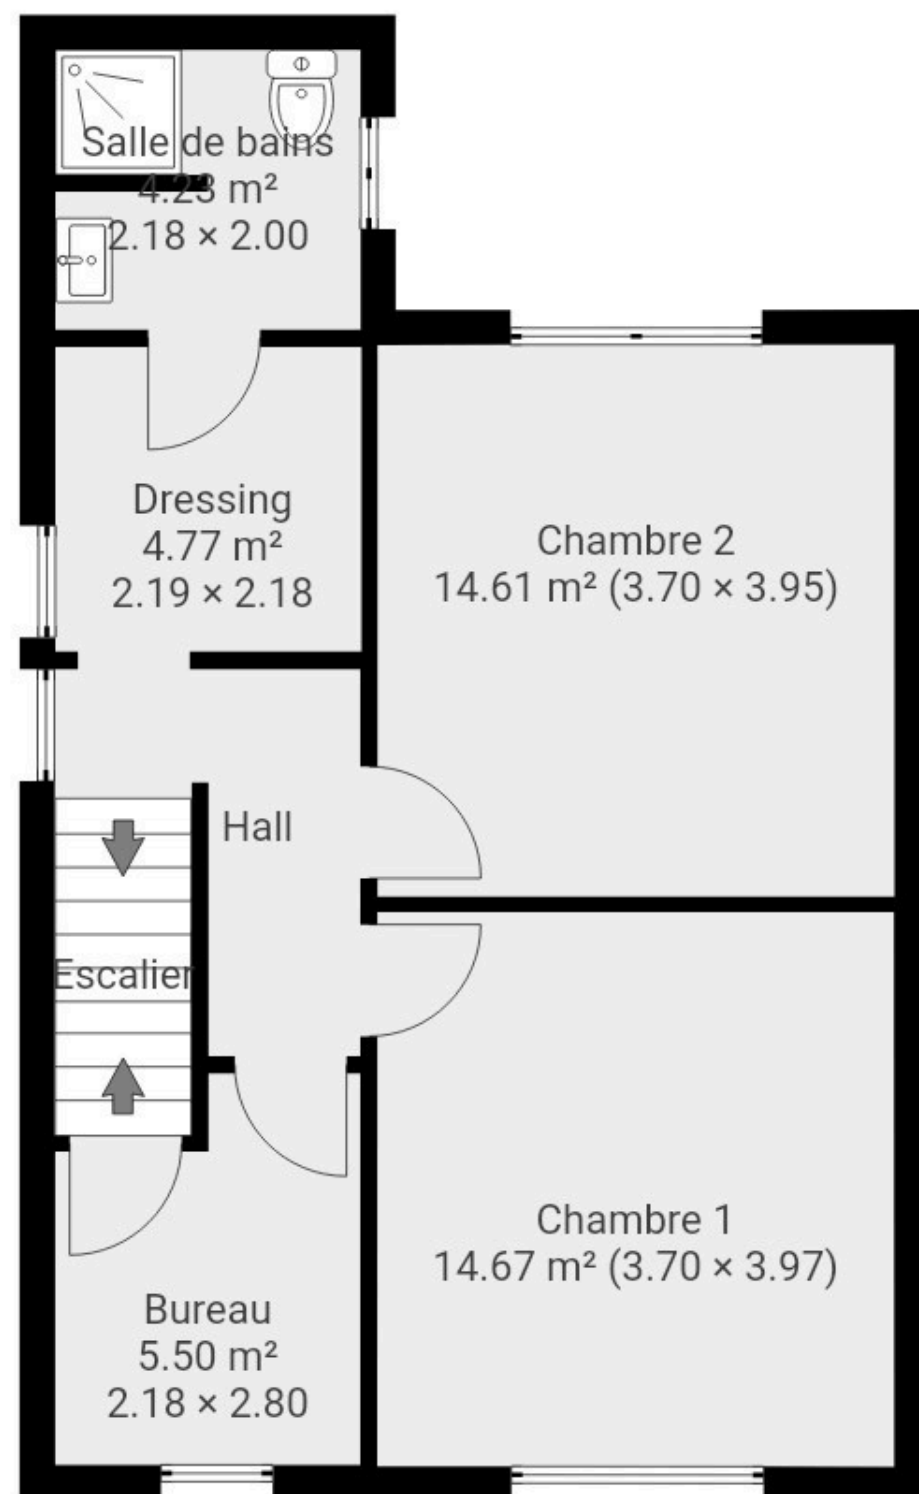 Salle de bains
4.23 m²
2.18 × 2.00
Dressing
4.77 m²
2.19 × 2.18
Chambre 2
14.61 m² (3.70 × 3.95)
Hall
Escalier
Chambre 1
14.67 m² (3.70 × 3.97)
Bureau
5.50 m²
2.18 × 2.80